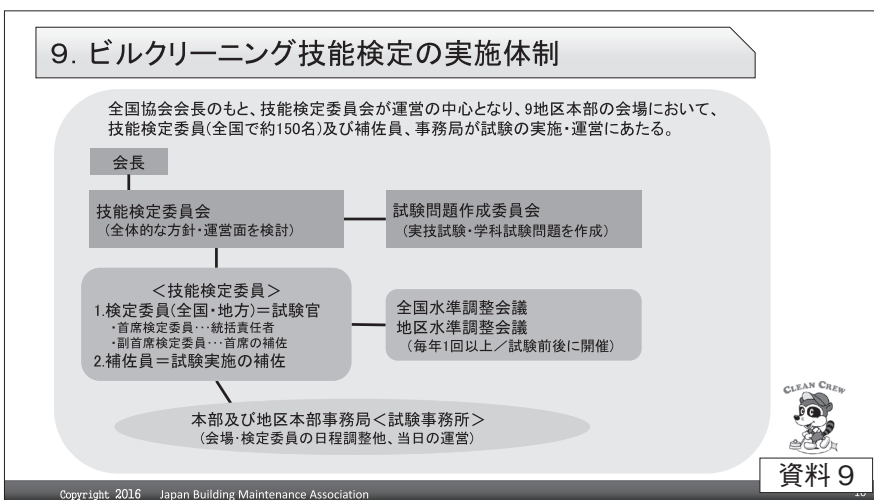 9. ビルクリーニング技能検定の実施体制
全国協会会長のもと、技能検定委員会が運営の中心となり、9地区本部の会場において、
技能検定委員(全国で約150名)及び補佐員、事務局が試験の実施・運営にあたる。
会長
技能検定委員会
(全体的な方針・運営面を検討)
試験問題作成委員会
(実技試験・学科試験問題を作成)
＜技能検定委員＞
1.検定委員(全国・地方)＝試験官
・首席検定委員･･･統括責任者
・副首席検定委員･･･首席の補佐
2.補佐員＝試験実施の補佐
全国水準調整会議
地区水準調整会議
(毎年1回以上／試験前後に開催)
本部及び地区本部事務局＜試験事務所＞
(会場・検定委員の日程調整他、当日の運営)
CLEAN CREW
資料9
Copyright 2016 Japan Building Maintenance Association